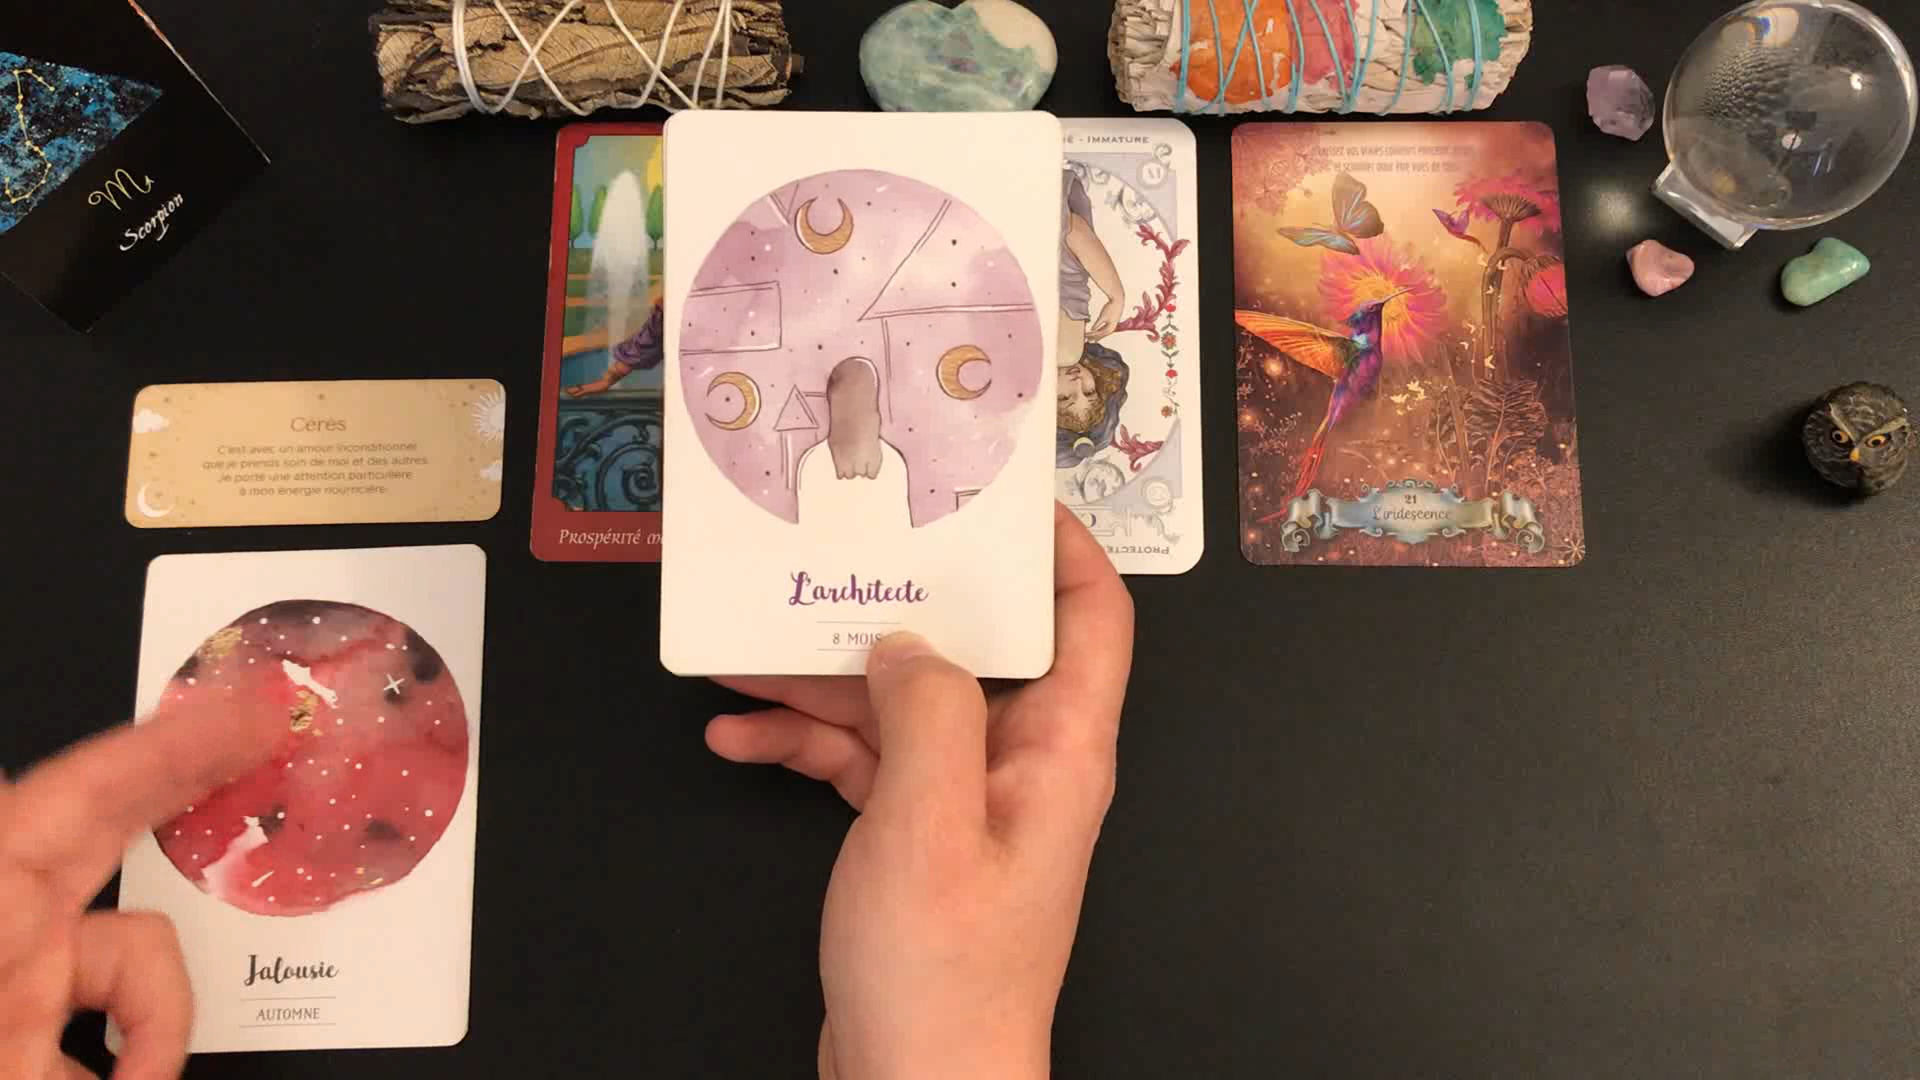 Scorpion
Cérès
C'est avec un amour inconditionnel
que je prends soin de moi et des autres.
Je porte une attention particulière
à mon énergie nourricière.
Jalousie
AUTOMNE
Prospérité
L'architecte
8 MOIS
- IMMATURE
PROTECTE
21
L'iridescence